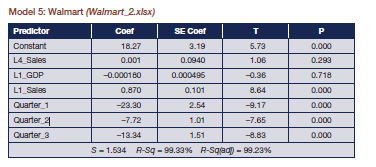 Model 5: Walmart (Walmart_2.xlsx)
Predictor Coef SE Coef T P
Constant 18.27 3.19 5.73 0.000
L4_Sales 0.001 0.0940 1.06 0.293
L1_GDP -0.000180 0.000495 -0.36 0.718
L1_Sales 0.870 0.101 8.64 0.000
Quarter_1 -23.30 2.54 -9.17 0.000
Quarter_2 -7.72 1.01 -7.65 0.000
Quarter_3 -13.34 1.51 -8.83 0.000
S = 1.534 R-Sq = 99.33% R-Sq(adj) = 99.23%